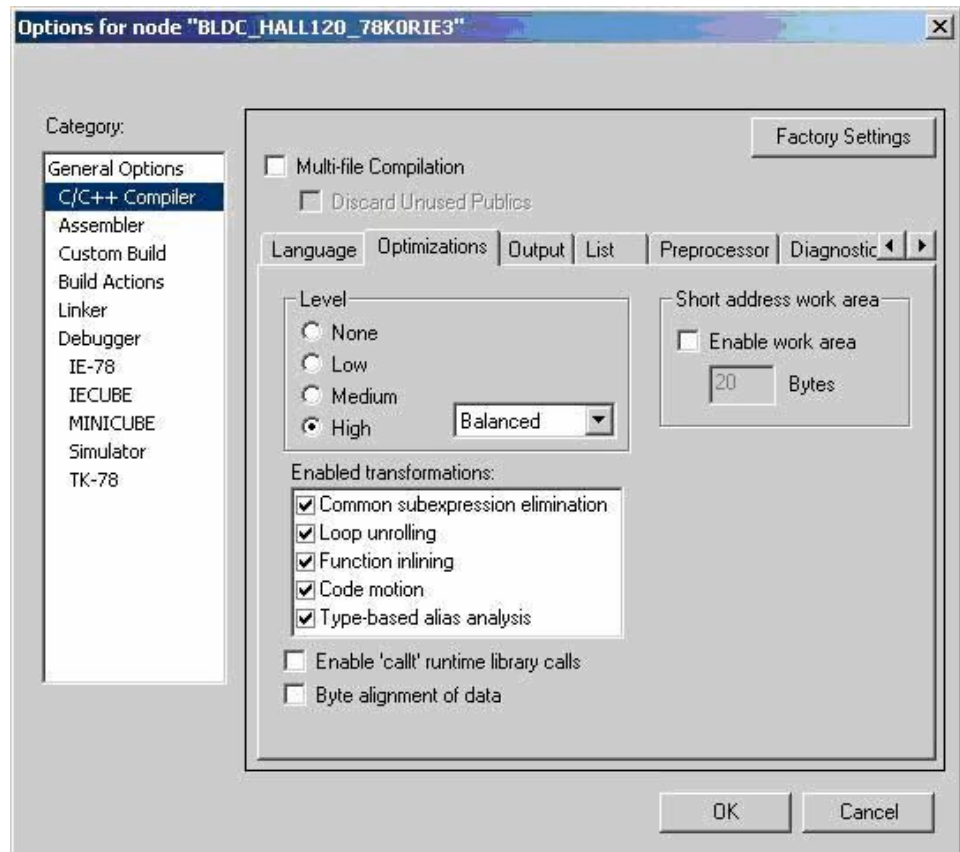 Options for node "BLDC_HALL120_78K0RIE3"
Category:
General Options
C/C++ Compiler
Assembler
Custom Build
Build Actions
Linker
Debugger
IE-78
IECUBE
MINICUBE
Simulator
TK-78
Factory Settings
Multi-file Compilation
Discard Unused Publics
Language
Optimizations
Output
List
Preprocessor
Diagnostic
Level
None
Low
Medium
High
Balanced
Short address work area
Enable work area
20 Bytes
Enabled transformations:
Common subexpression elimination
Loop unrolling
Function inlining
Code motion
Type-based alias analysis
Enable 'callt' runtime library calls
Byte alignment of data
OK
Cancel